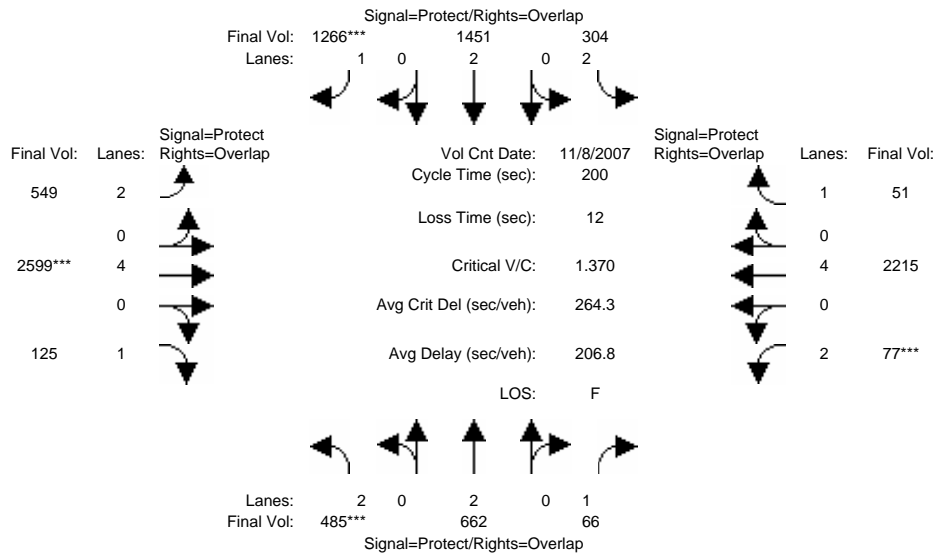 Signal=Protect/Rights=Overlap
Final Vol: 1266*** 1451 304
Lanes: 1 0 2 0 2
Signal=Protect Signal=Protect
Final Vol: Lanes: Rights=Overlap Vol Cnt Date: 11/8/2007 Rights=Overlap Lanes: Final Vol:
Cycle Time (sec): 200
549 2 1 51
Loss Time (sec): 12
0 0
2599*** 4 Critical V/C: 1.370 4 2215
0 Avg Crit Del (sec/veh): 264.3 0
125 1 Avg Delay (sec/veh): 206.8 2 77***
LOS: F
Lanes: 2 0 2 0 1
Final Vol: 485*** 662 66
Signal=Protect/Rights=Overlap